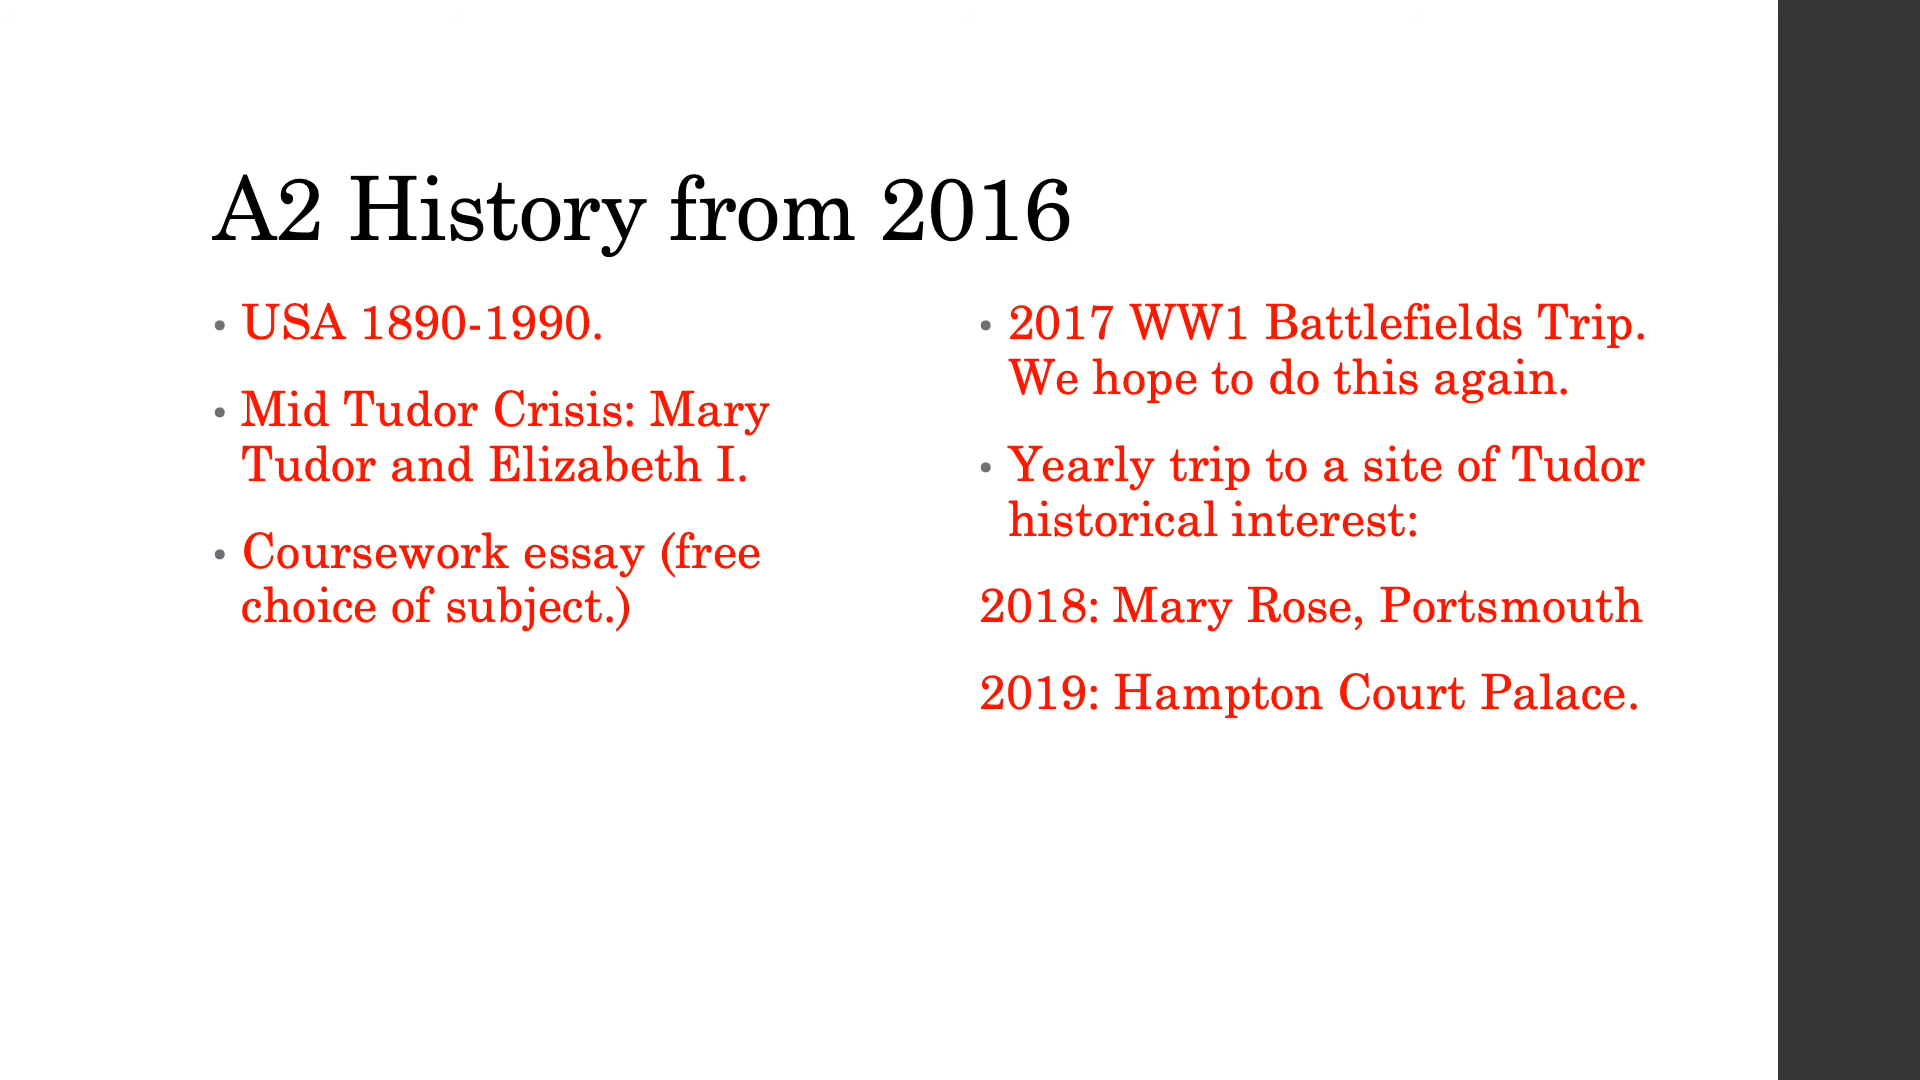 A2 History from 2016
• USA 1890-1990.
• Mid Tudor Crisis: Mary
Tudor and Elizabeth I.
• Coursework essay (free
choice of subject.)
• 2017 WW1 Battlefields Trip.
We hope to do this again.
• Yearly trip to a site of Tudor
historical interest:
2018: Mary Rose, Portsmouth
2019: Hampton Court Palace.